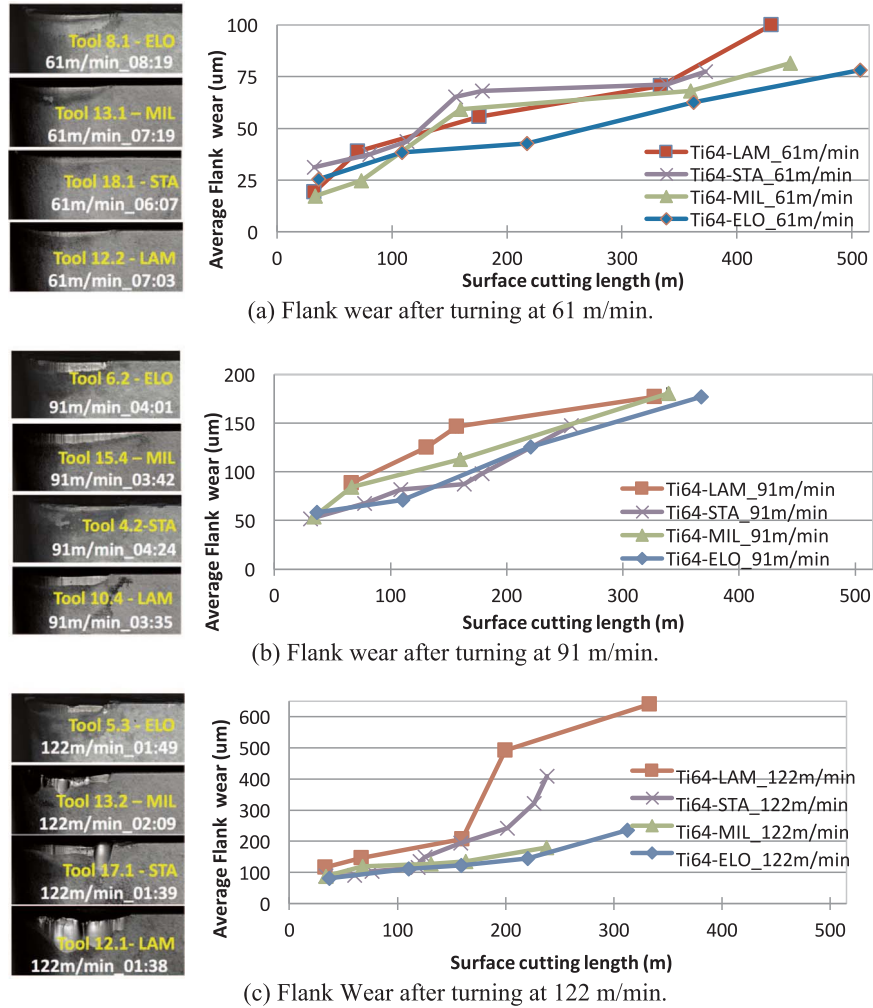 Tool 8.1 - ELO
61m/min_08:19
Tool 13.1 – MIL
61m/min_07:19
Tool 18.1 - STA
61m/min_06:07
Tool 12.2 - LAM
61m/min_07:03
Average Flank wear (um)
100
75
50
25
0
Ti64-LAM_61m/min
Ti64-STA_61m/min
Ti64-MIL_61m/min
Ti64-ELO_61m/min
0 100 200 300 400 500
Surface cutting length (m)
(a) Flank wear after turning at 61 m/min.
Tool 6.2 - ELO
91m/min_04:01
Tool 15.4 – MIL
91m/min_03:42
Tool 4.2-STA
91m/min_04:24
Tool 10.4 – LAM
91m/min_03:35
Average Flank wear (um)
200
150
100
50
0
Ti64-LAM_91m/min
Ti64-STA_91m/min
Ti64-MIL_91m/min
Ti64-ELO_91m/min
0 100 200 300 400 500
Surface cutting length (m)
(b) Flank wear after turning at 91 m/min.
Tool 5.3 - ELO
122m/min_01:49
Tool 13.2 – MIL
122m/min_02:09
Tool 17.1 - STA
122m/min_01:39
Tool 12.1- LAM
122m/min_01:38
Average Flank wear (um)
600
500
400
300
200
100
0
Ti64-LAM_122m/min
Ti64-STA_122m/min
Ti64-MIL_122m/min
Ti64-ELO_122m/min
0 100 200 300 400 500
Surface cutting length (m)
(c) Flank Wear after turning at 122 m/min.